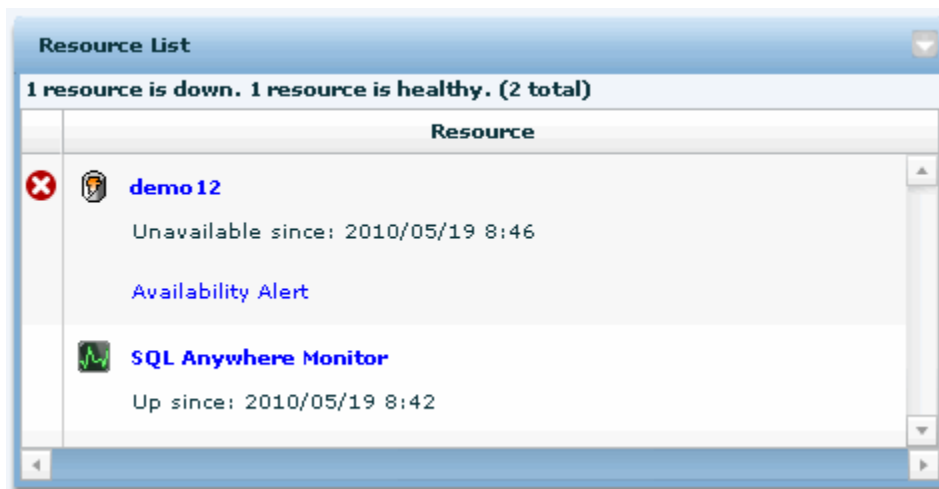 Resource List
1 resource is down. 1 resource is healthy. (2 total)
Resource
demo12
Unavailable since: 2010/05/19 8:46
Availability Alert
SQL Anywhere Monitor
Up since: 2010/05/19 8:42